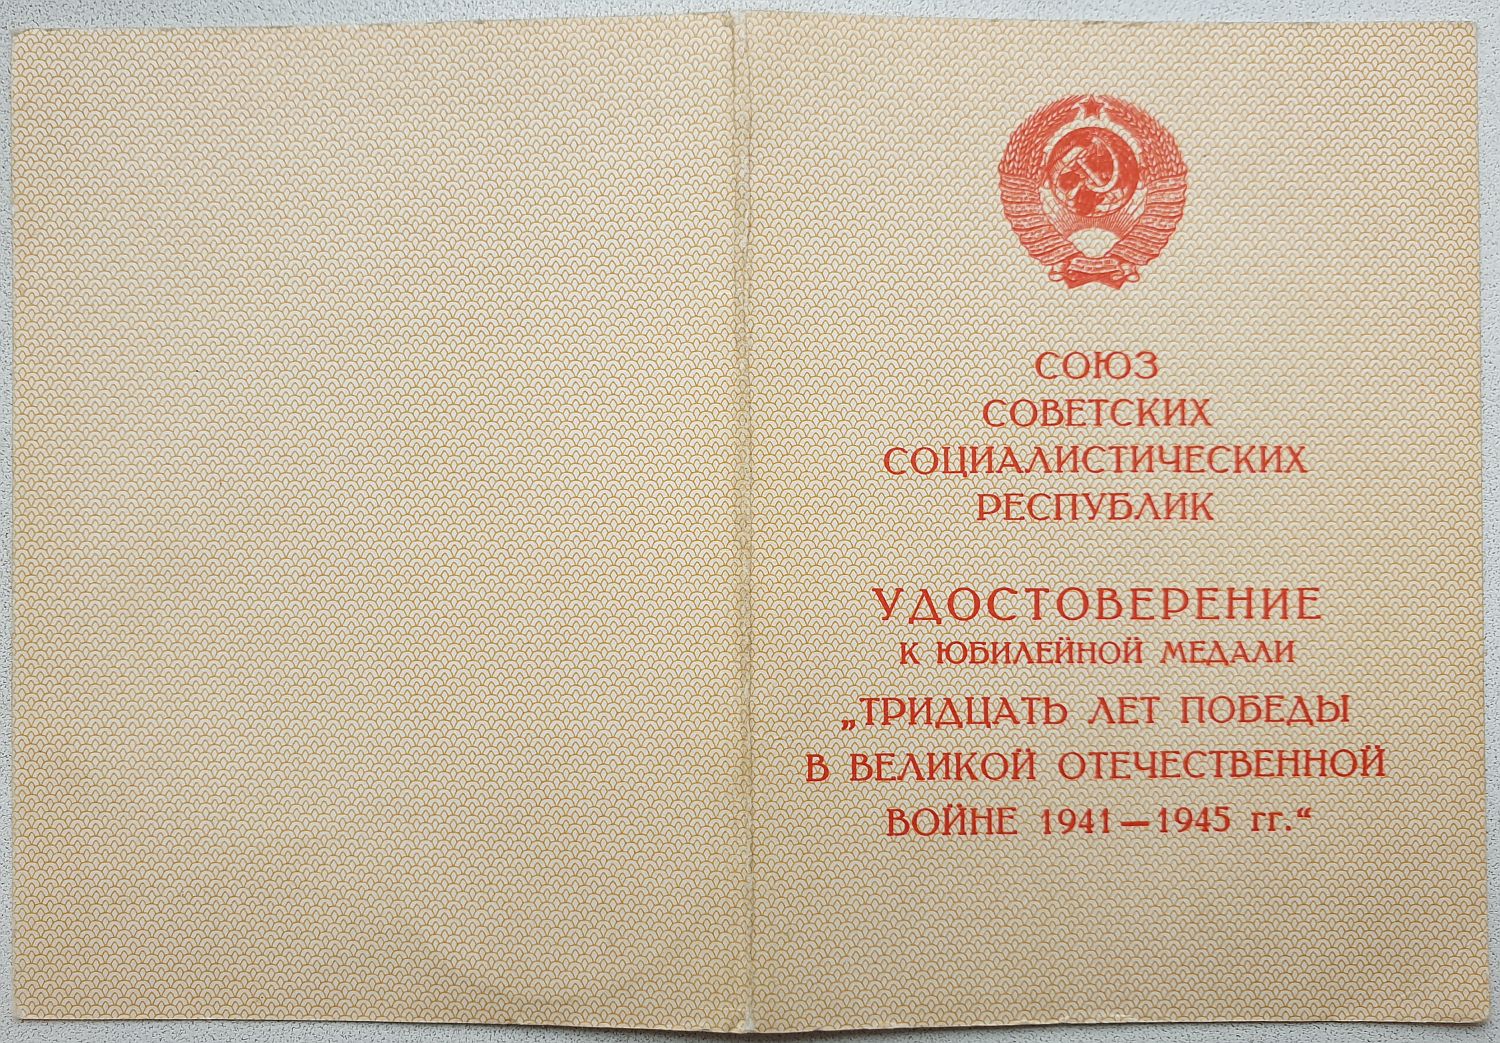 СОЮЗ
СОВЕТСКИХ
СОЦИАЛИСТИЧЕСКИХ
РЕСПУБЛИК
УДОСТОВЕРЕНИЕ
К ЮБИЛЕЙНОЙ МЕДАЛИ
„ТРИДЦАТЬ ЛЕТ ПОБЕДЫ
В ВЕЛИКОЙ ОТЕЧЕСТВЕННОЙ
ВОЙНЕ 1941—1945 гг.“